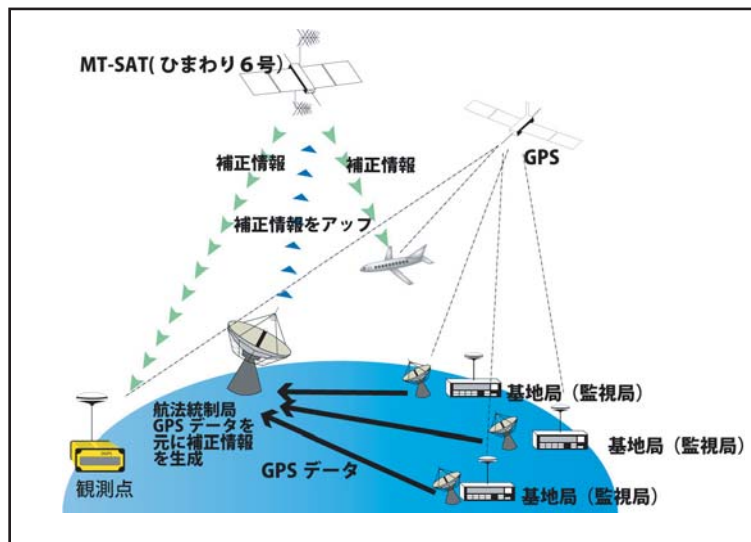 MT-SAT(ひまわり6号)
GPS
補正情報
補正情報
補正情報をアップ
基地局（監視局）
航法統制局
GPSデータを
元に補正情報
を生成
基地局（監視局）
GPSデータ
観測点
基地局（監視局）